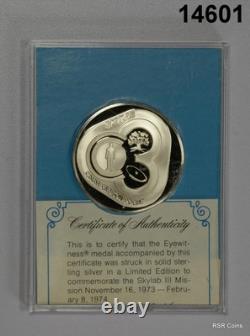 14601
Certificate of Authenticity
This is to certify that the Eyewit-
ness® medal accompanied by this
certificate was struck in solid ster-
ling silver in a Limited Edition to
commemorate the Skylab III Mis-
sion November 16, 1973 – Febru-
ary 8, 1974.
RSR Coins